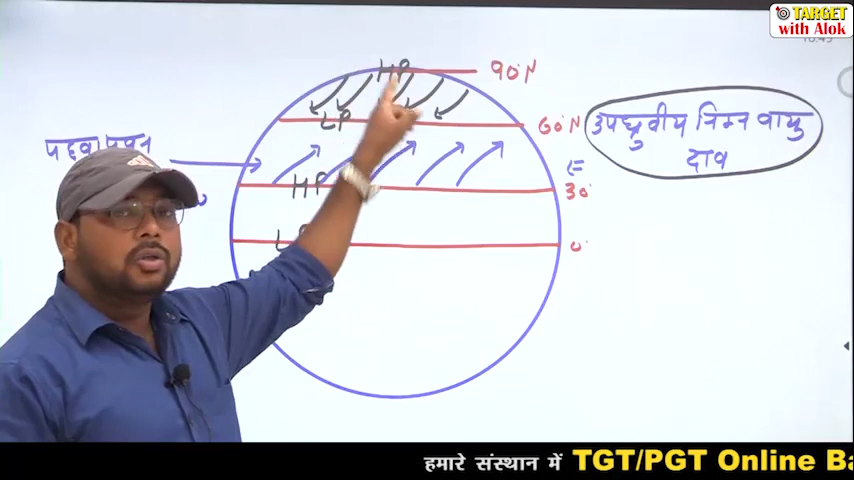 TARGET
with Alok
HP
90°N
LP
60°N
उपध्रुवीय निम्न वायु
दाब
पछुवा पवन
HP
30°
0°
हमारे संस्थान में TGT/PGT Online Ba